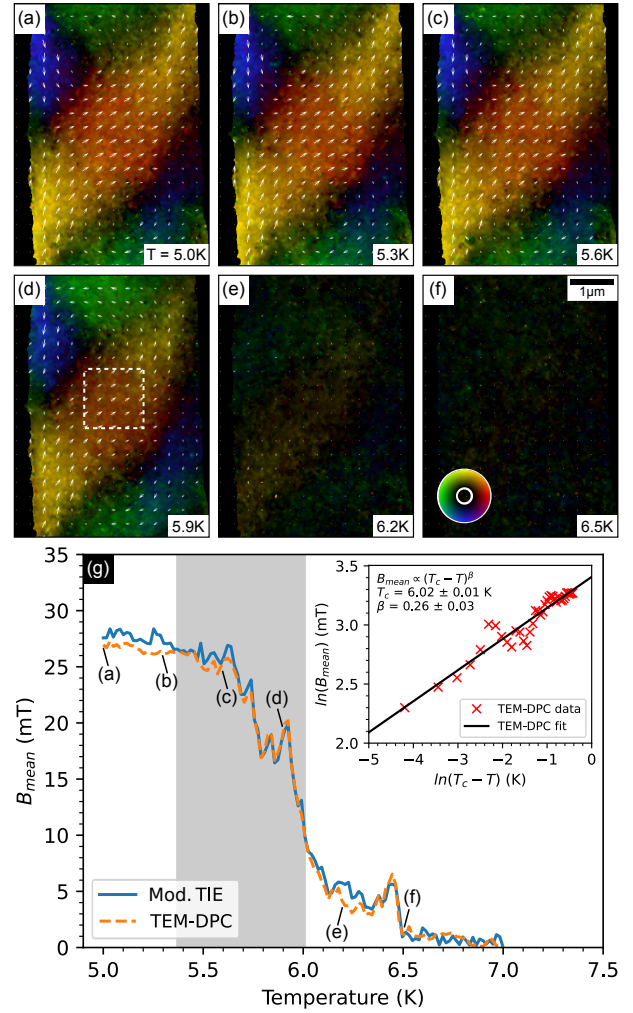 (a)
(b)
(c)
T = 5.0K
5.3K
5.6K
(d)
(e)
(f)
1μm
5.9K
6.2K
6.5K
(g)
35
30
25
20
15
10
5
0
B_mean (mT)
5.0
5.5
6.0
6.5
7.0
7.5
Temperature (K)
(a)
(b)
(c)
(d)
(e)
(f)
Mod. TIE
TEM-DPC
B_mean ∝ (T_c − T)^β
T_c = 6.02 ± 0.01 K
β = 0.26 ± 0.03
3.5
3.0
2.5
2.0
ln(B_mean) (mT)
TEM-DPC data
TEM-DPC fit
−5
−4
−3
−2
−1
0
ln(T_c − T) (K)